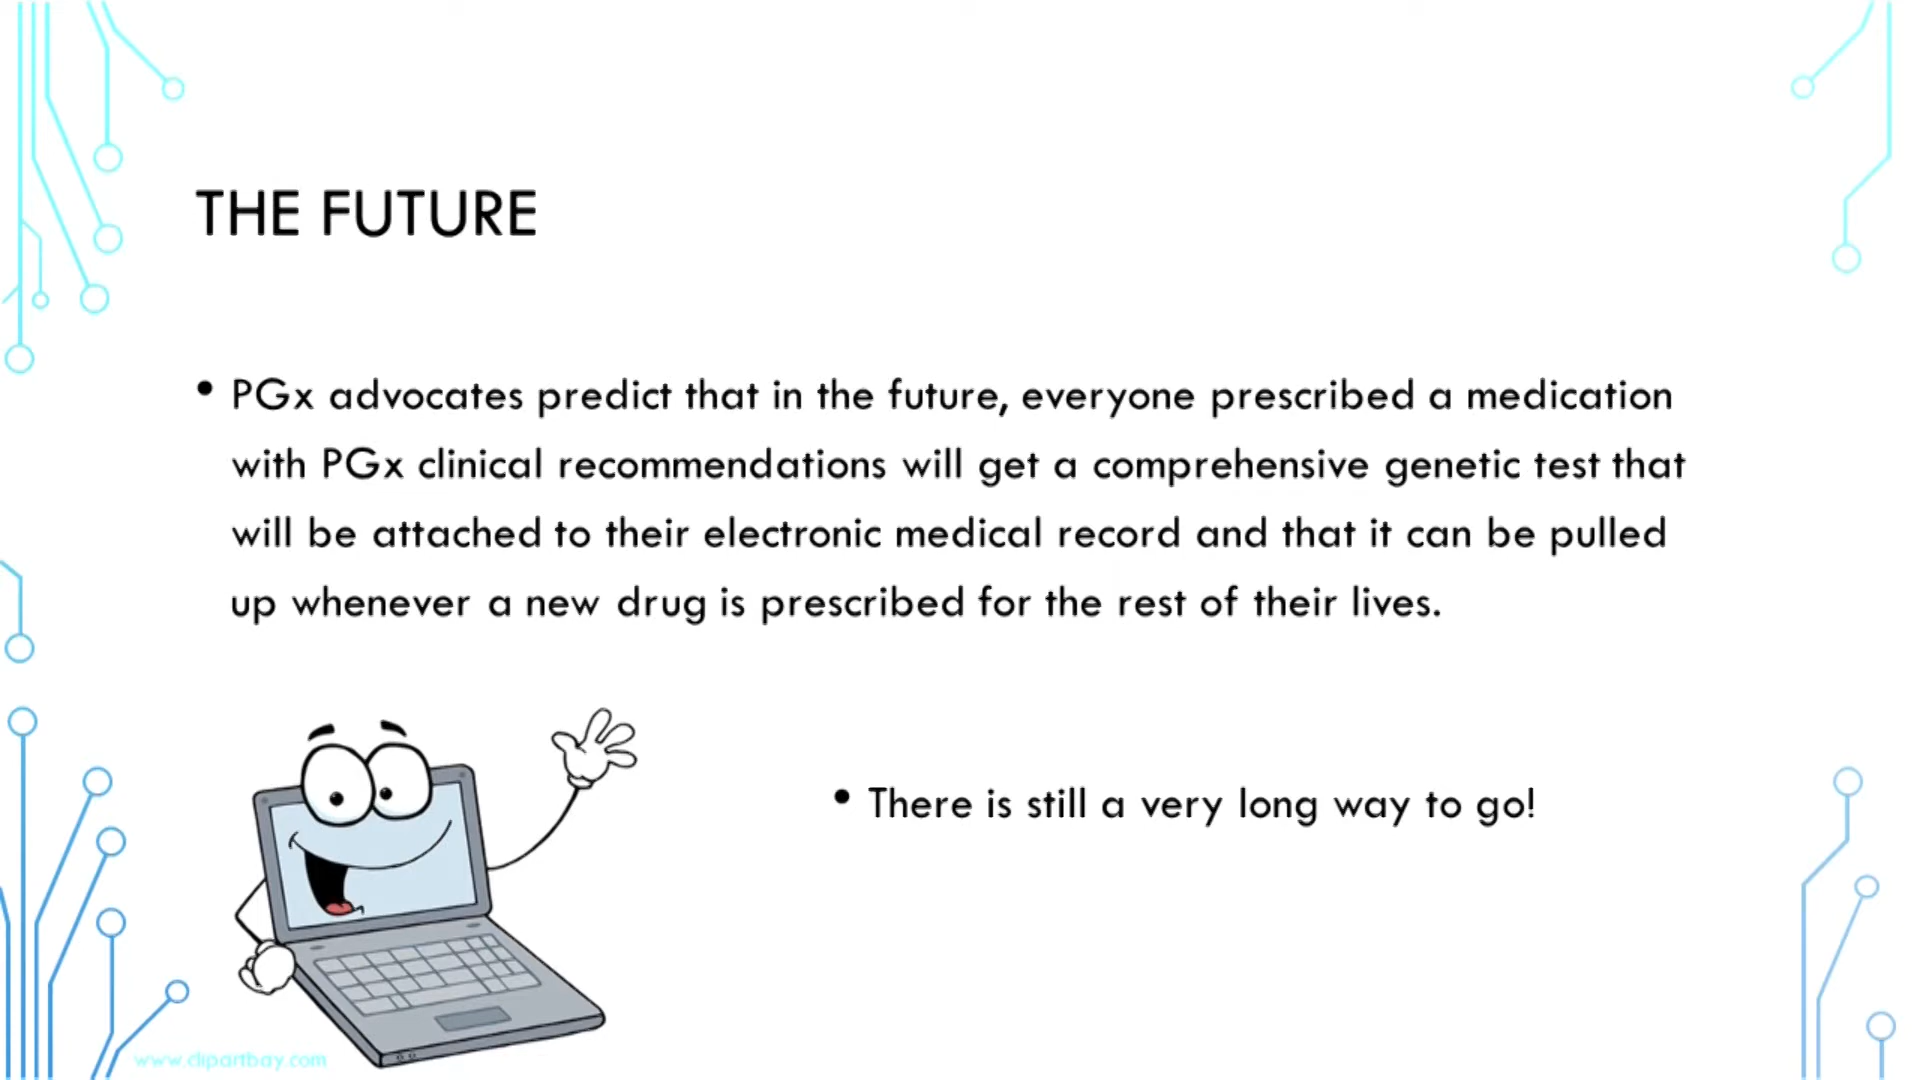 THE FUTURE
• PGx advocates predict that in the future, everyone prescribed a medication
with PGx clinical recommendations will get a comprehensive genetic test that
will be attached to their electronic medical record and that it can be pulled
up whenever a new drug is prescribed for the rest of their lives.
• There is still a very long way to go!
www.clipartbay.com